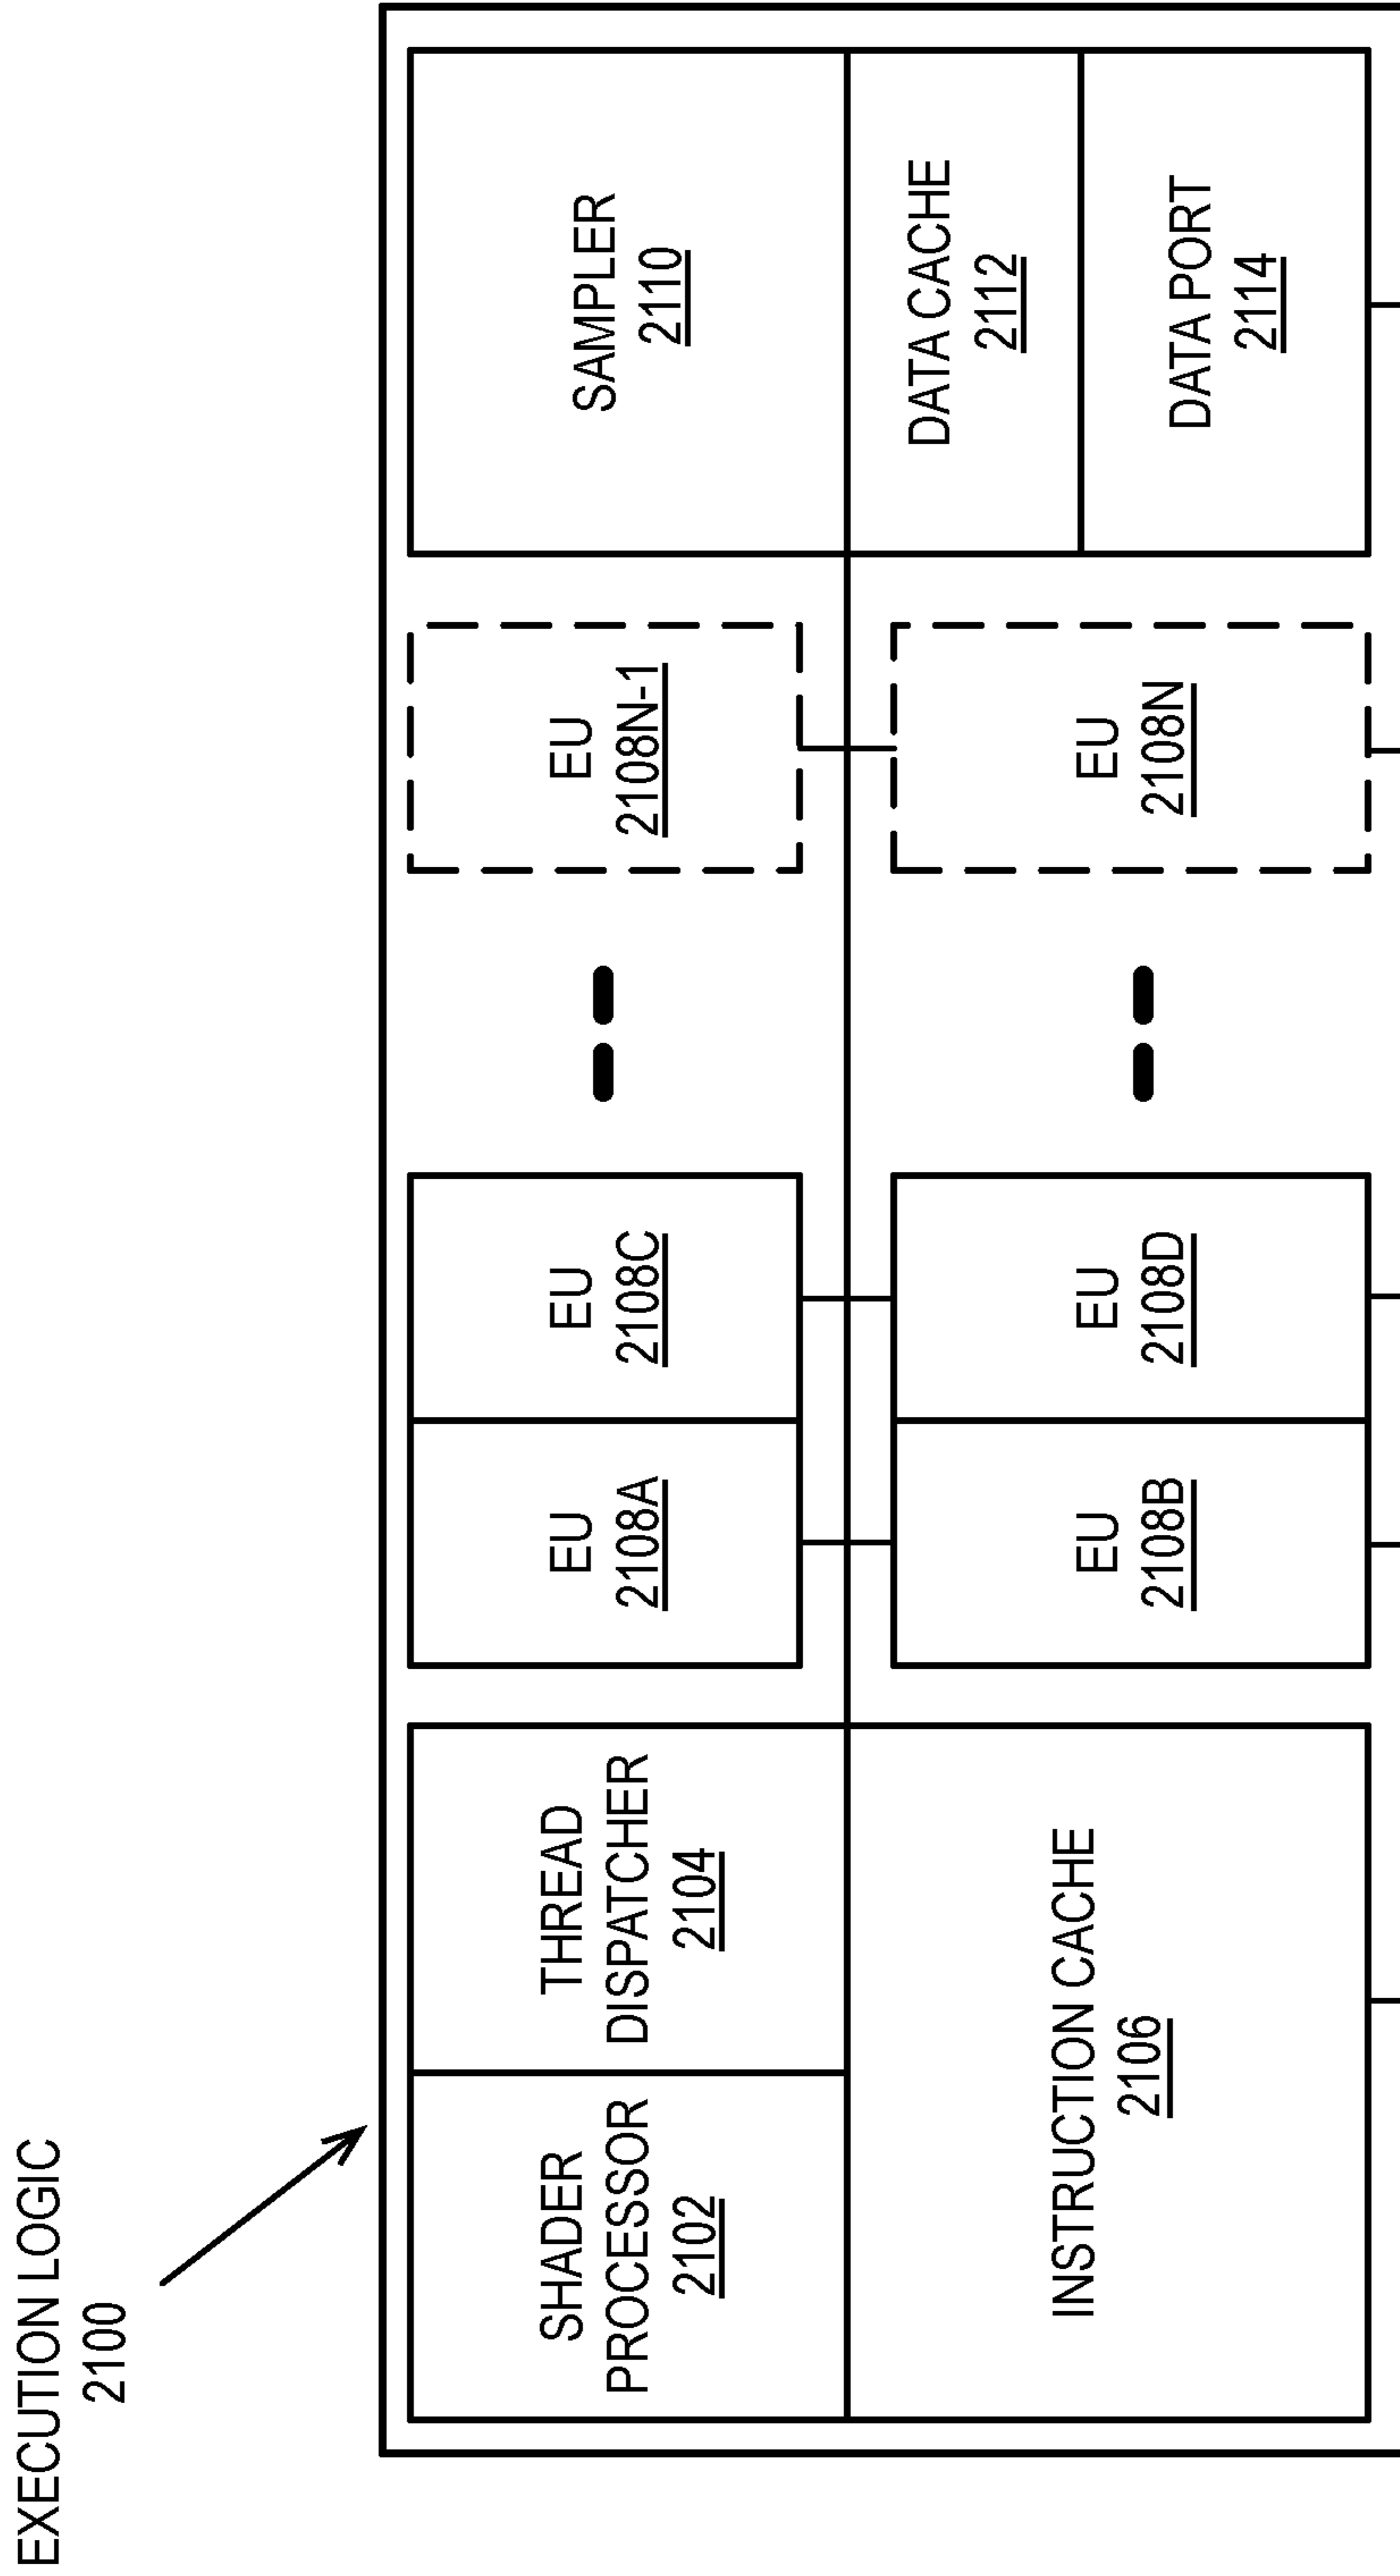 EXECUTION LOGIC
2100
SHADER
PROCESSOR
2102
THREAD
DISPATCHER
2104
INSTRUCTION CACHE
2106
EU
2108A
EU
2108C
EU
2108B
EU
2108D
EU
2108N-1
EU
2108N
SAMPLER
2110
DATA CACHE
2112
DATA PORT
2114